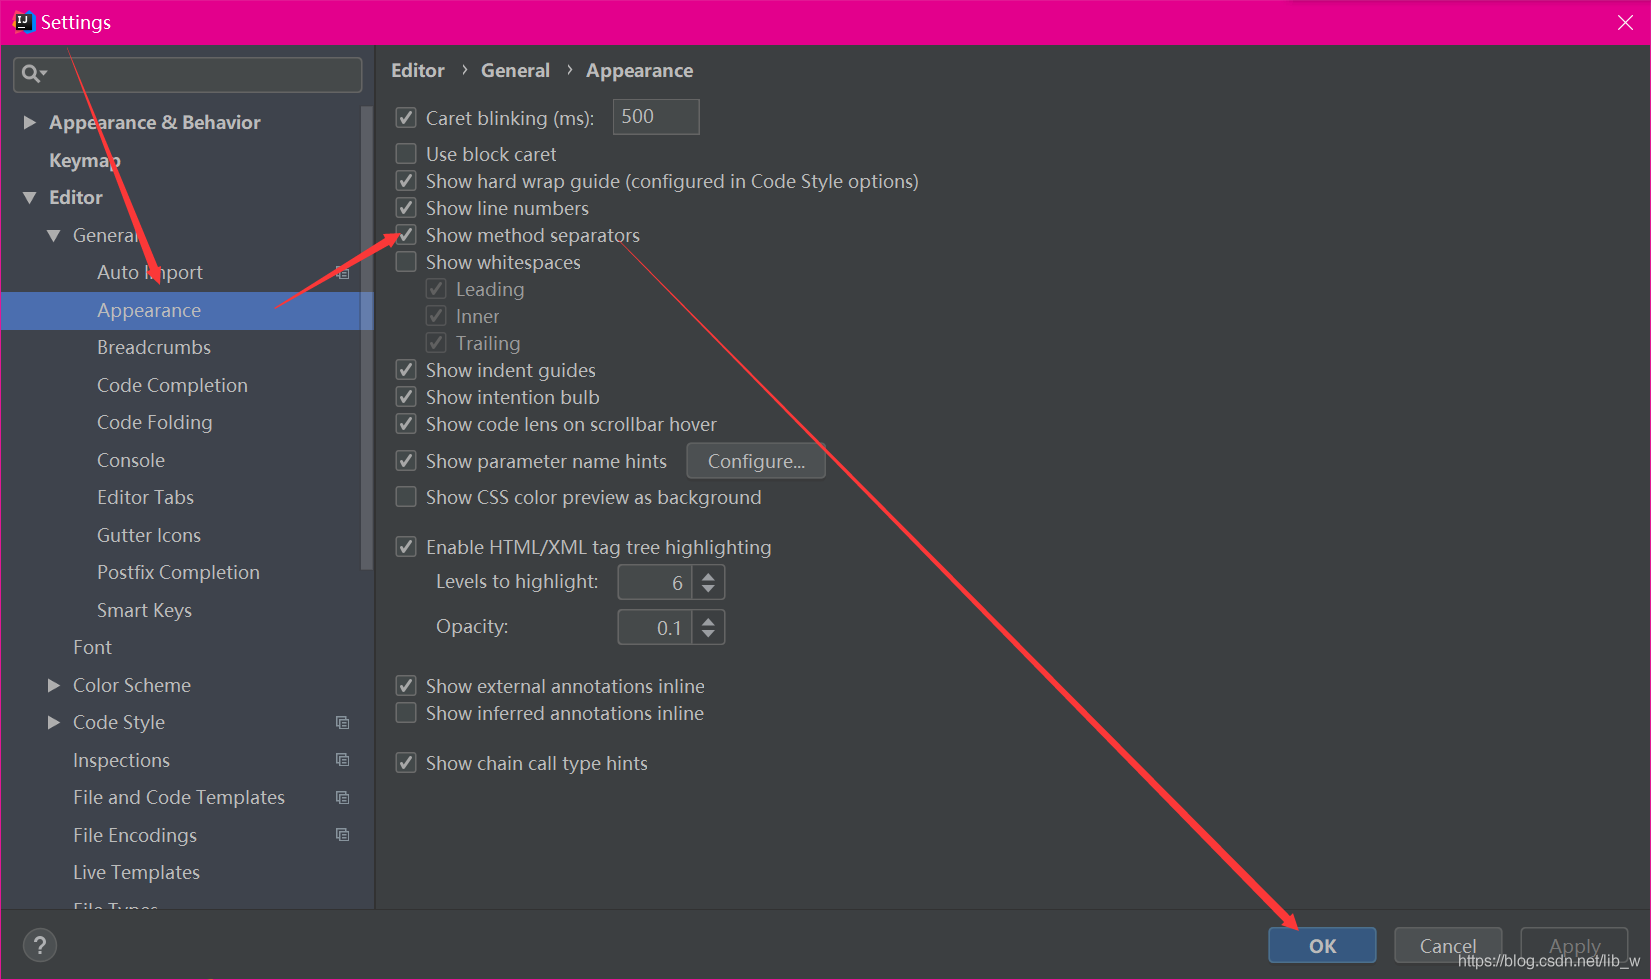 IJ Settings
Appearance & Behavior
Keymap
Editor
General
Auto Import
Appearance
Breadcrumbs
Code Completion
Code Folding
Console
Editor Tabs
Gutter Icons
Postfix Completion
Smart Keys
Font
Color Scheme
Code Style
Inspections
File and Code Templates
File Encodings
Live Templates
File Types
Editor › General › Appearance
Caret blinking (ms): 500
Use block caret
Show hard wrap guide (configured in Code Style options)
Show line numbers
Show method separators
Show whitespaces
Leading
Inner
Trailing
Show indent guides
Show intention bulb
Show code lens on scrollbar hover
Show parameter name hints Configure...
Show CSS color preview as background
Enable HTML/XML tag tree highlighting
Levels to highlight: 6
Opacity: 0.1
Show external annotations inline
Show inferred annotations inline
Show chain call type hints
? OK Cancel Apply
https://blog.csdn.net/lib_w